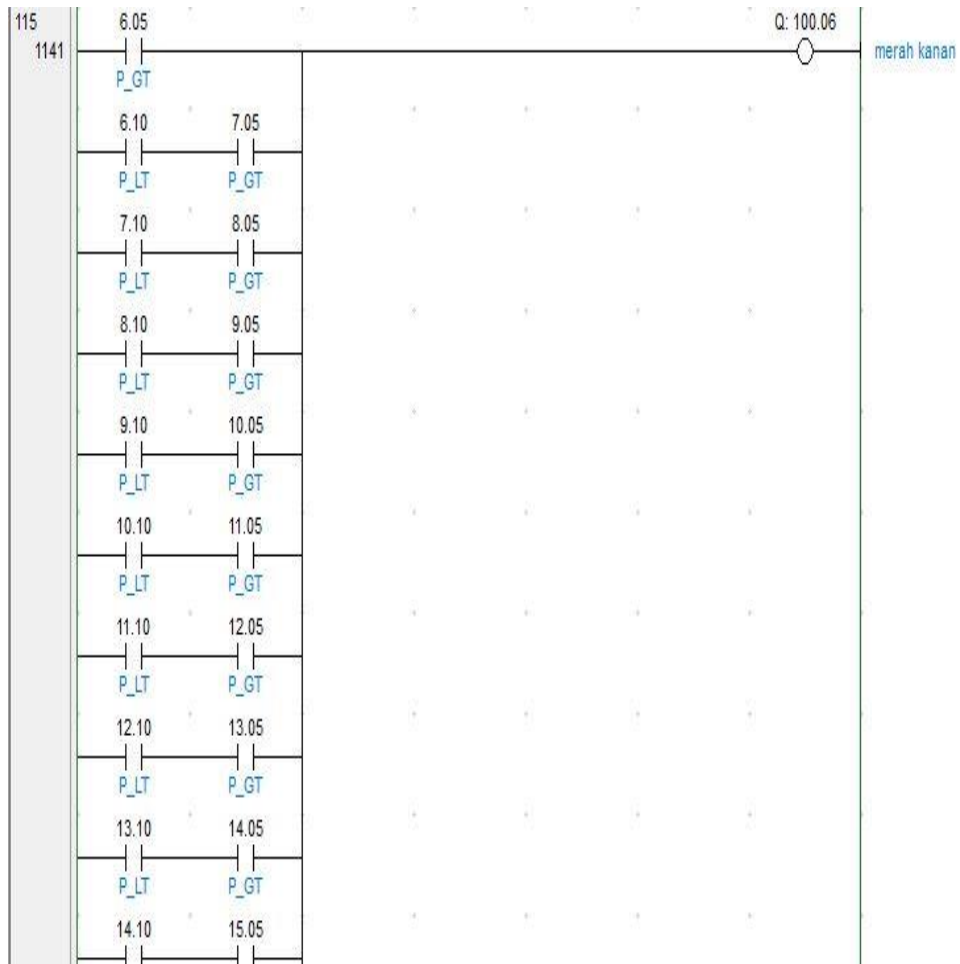 115 6.05 Q: 100.06
1141 merah kanan
P_GT
6.10 7.05
P_LT P_GT
7.10 8.05
P_LT P_GT
8.10 9.05
P_LT P_GT
9.10 10.05
P_LT P_GT
10.10 11.05
P_LT P_GT
11.10 12.05
P_LT P_GT
12.10 13.05
P_LT P_GT
13.10 14.05
P_LT P_GT
14.10 15.05